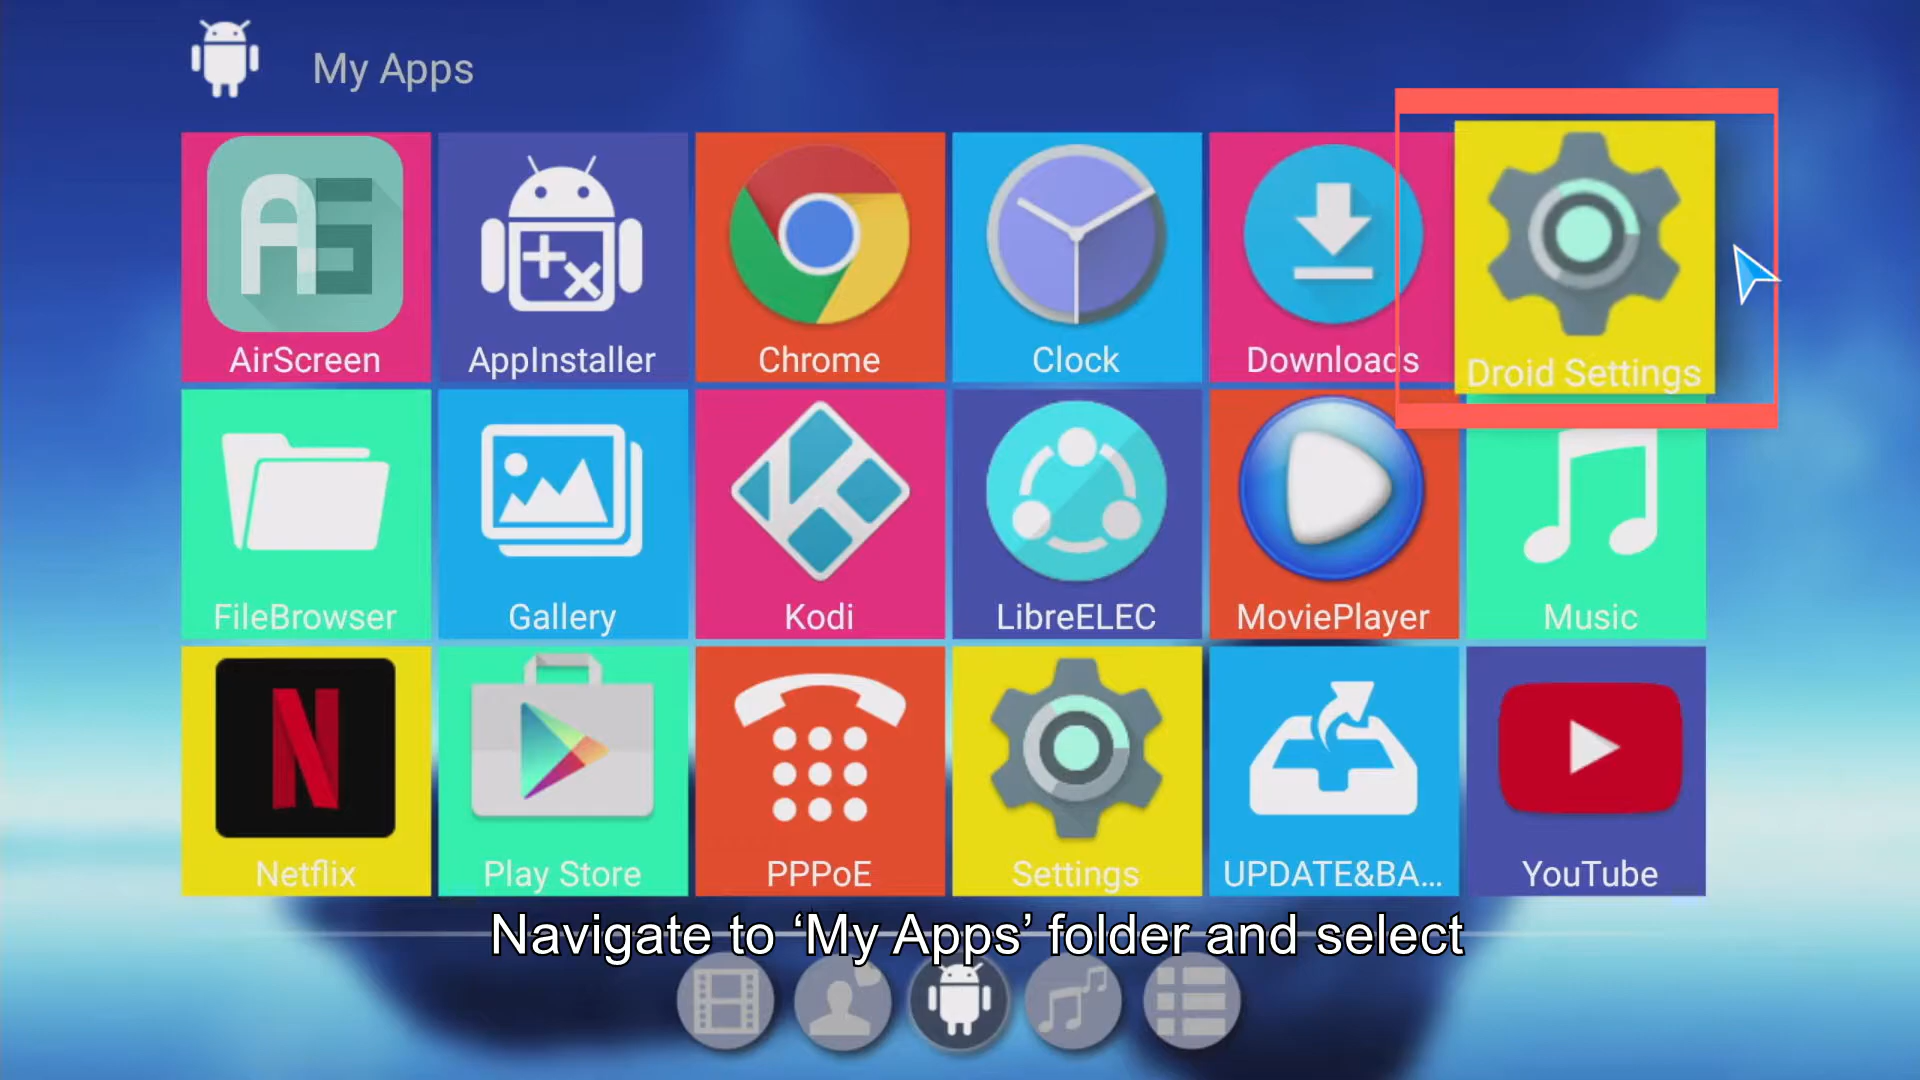 My Apps
AirScreen
AppInstaller
Chrome
Clock
Downloads
Droid Settings
FileBrowser
Gallery
Kodi
LibreELEC
MoviePlayer
Music
Netflix
Play Store
PPPoE
Settings
UPDATE&BA...
YouTube
Navigate to ‘My Apps’ folder and select